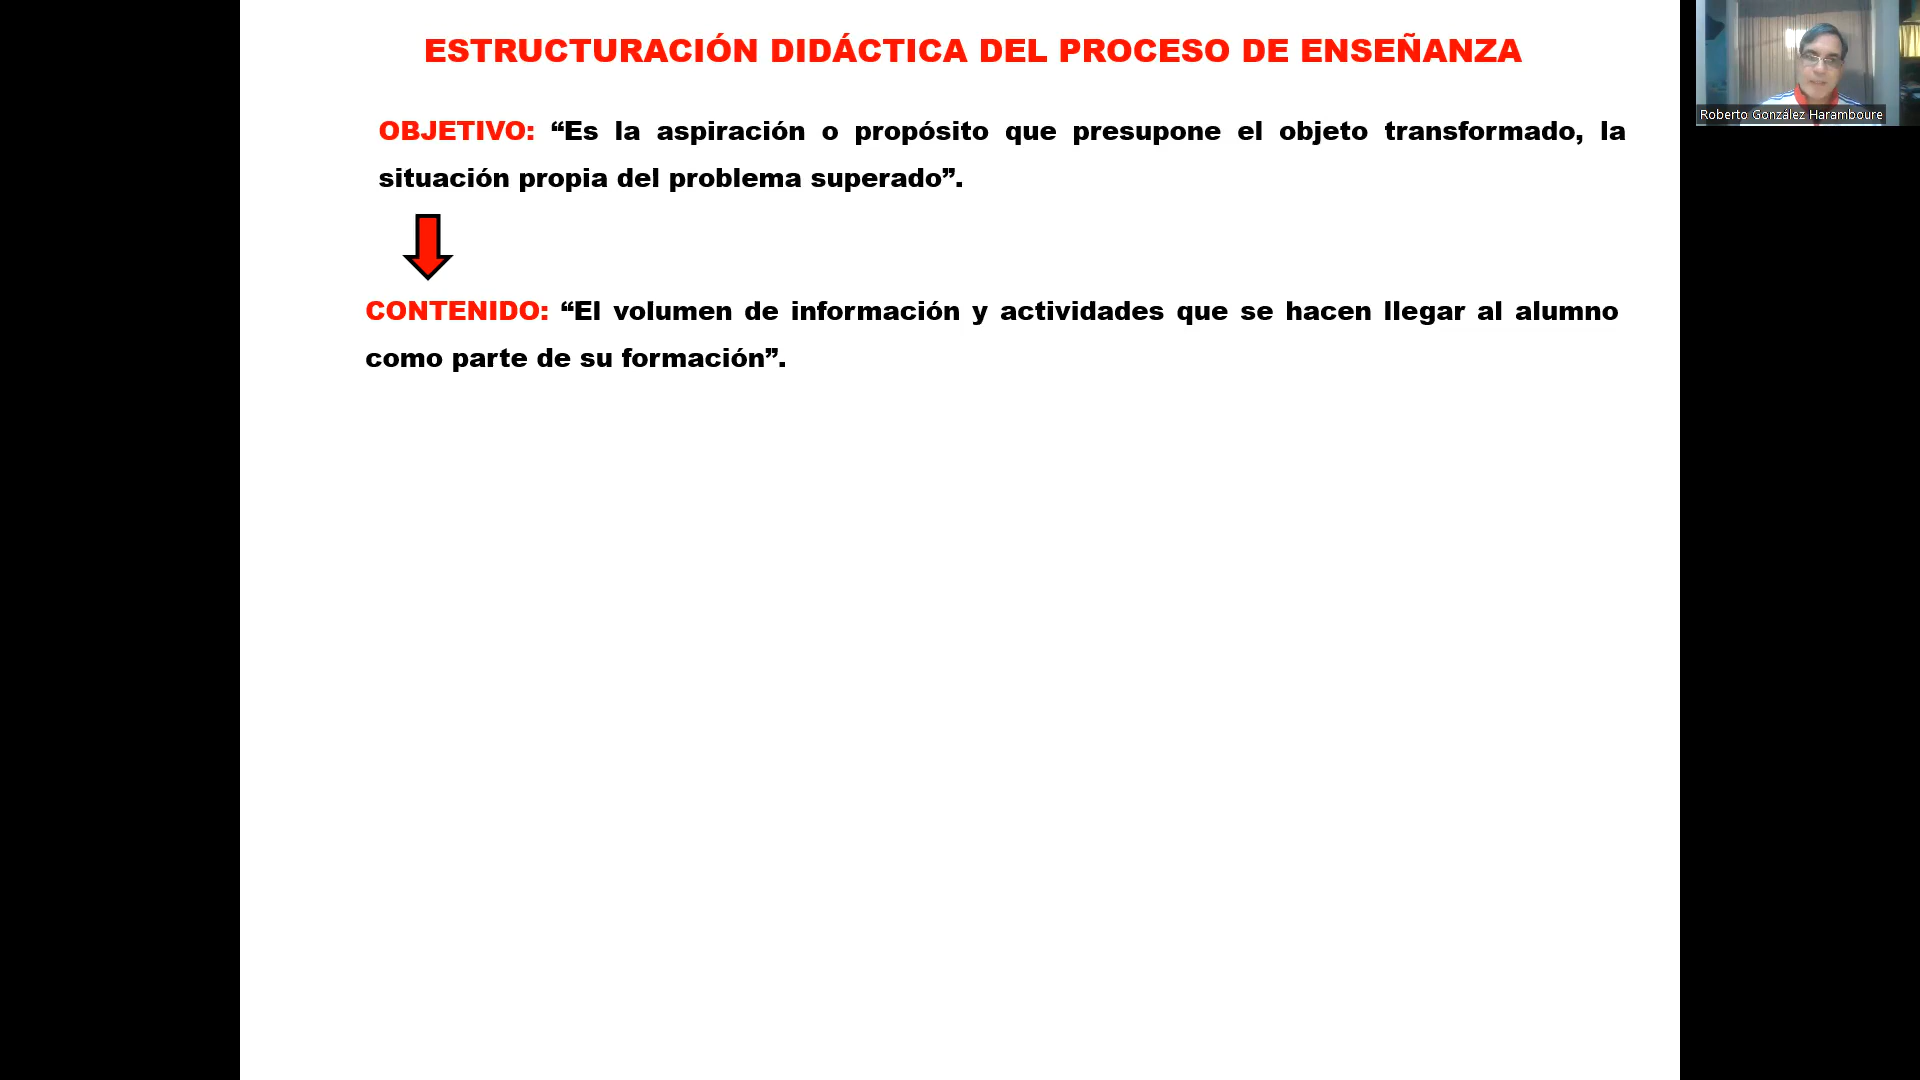 ESTRUCTURACIÓN DIDÁCTICA DEL PROCESO DE ENSEÑANZA
Roberto González Haramboure
OBJETIVO: “Es la aspiración o propósito que presupone el objeto transformado, la
situación propia del problema superado”.
CONTENIDO: “El volumen de información y actividades que se hacen llegar al alumno
como parte de su formación”.